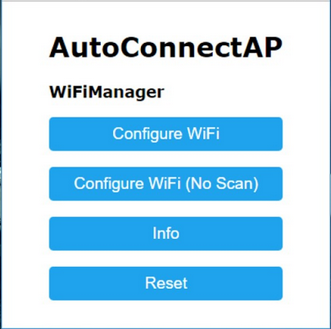 AutoConnectAP
WiFiManager
Configure WiFi
Configure WiFi (No Scan)
Info
Reset